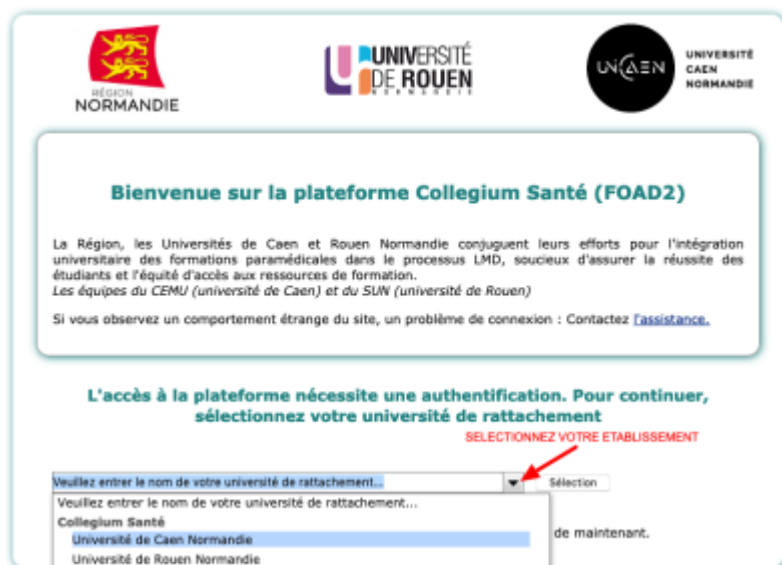 RÉGION
NORMANDIE
UNIVERSITÉ
DE ROUEN
NORMANDIE
UNICAEN
UNIVERSITÉ
CAEN
NORMANDIE
Bienvenue sur la plateforme Collegium Santé (FOAD2)
La Région, les Universités de Caen et Rouen Normandie conjuguent leurs efforts pour l'intégration
universitaire des formations paramédicales dans le processus LMD, soucieux d'assurer la réussite des
étudiants et l'équité d'accès aux ressources de formation.
Les équipes du CEMU (université de Caen) et du SUN (université de Rouen)
Si vous observez un comportement étrange du site, un problème de connexion : Contactez l'assistance.
L'accès à la plateforme nécessite une authentification. Pour continuer,
sélectionnez votre université de rattachement
SELECTIONNEZ VOTRE ETABLISSEMENT
Veuillez entrer le nom de votre université de rattachement...
Sélection
Veuillez entrer le nom de votre université de rattachement...
Collegium Santé
Université de Caen Normandie
de maintenant.
Université de Rouen Normandie